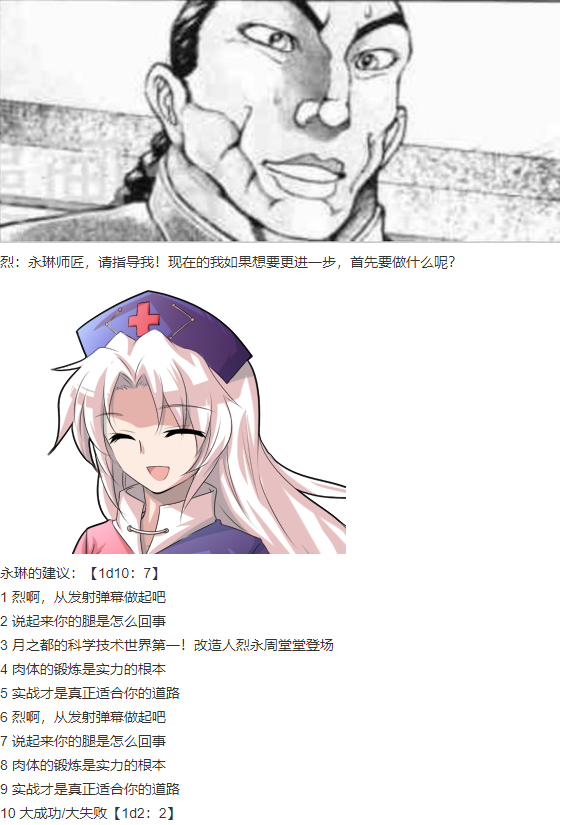 烈：永琳师匠，请指导我！现在的我如果想要更进一步，首先要做什么呢？
永琳的建议：【1d10：7】
1 烈啊，从发射弹幕做起吧
2 说起来你的腿是怎么回事
3 月之都的科学技术世界第一！改造人烈永周堂堂登场
4 肉体的锻炼是实力的根本
5 实战才是真正适合你的道路
6 烈啊，从发射弹幕做起吧
7 说起来你的腿是怎么回事
8 肉体的锻炼是实力的根本
9 实战才是真正适合你的道路
10 大成功/大失败【1d2：2】